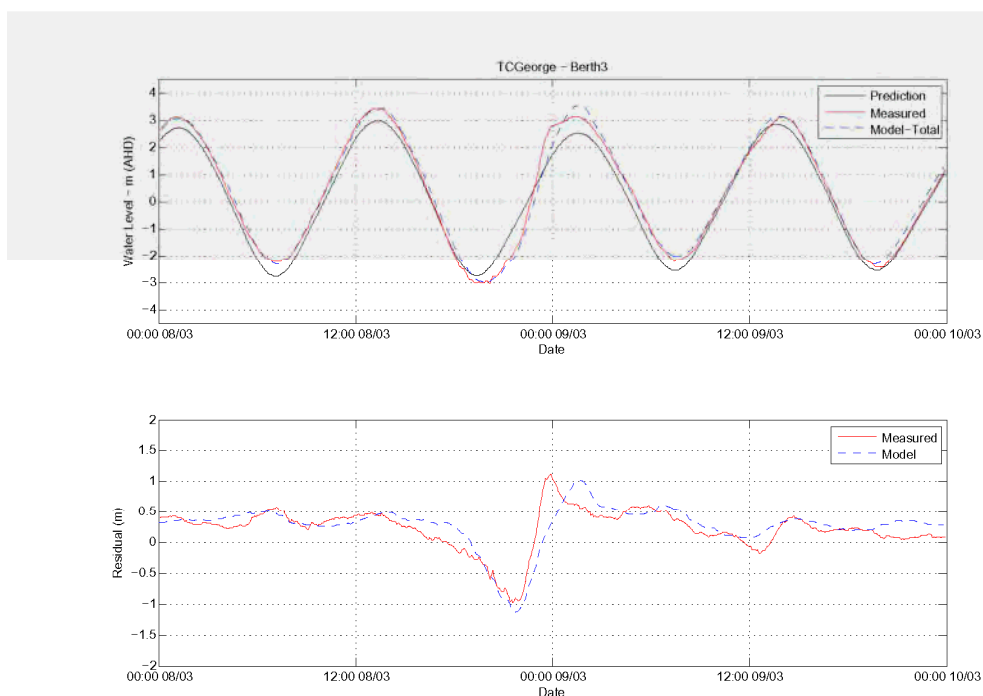 TCGeorge - Berth3
4
3
2
1
0
-1
-2
-3
-4
Water Level - m (AHD)
Prediction
Measured
Model-Total
00:00 08/03
12:00 08/03
00:00 09/03
12:00 09/03
00:00 10/03
Date
2
1.5
1
0.5
0
-0.5
-1
-1.5
-2
Residual (m)
Measured
Model
00:00 08/03
12:00 08/03
00:00 09/03
12:00 09/03
00:00 10/03
Date